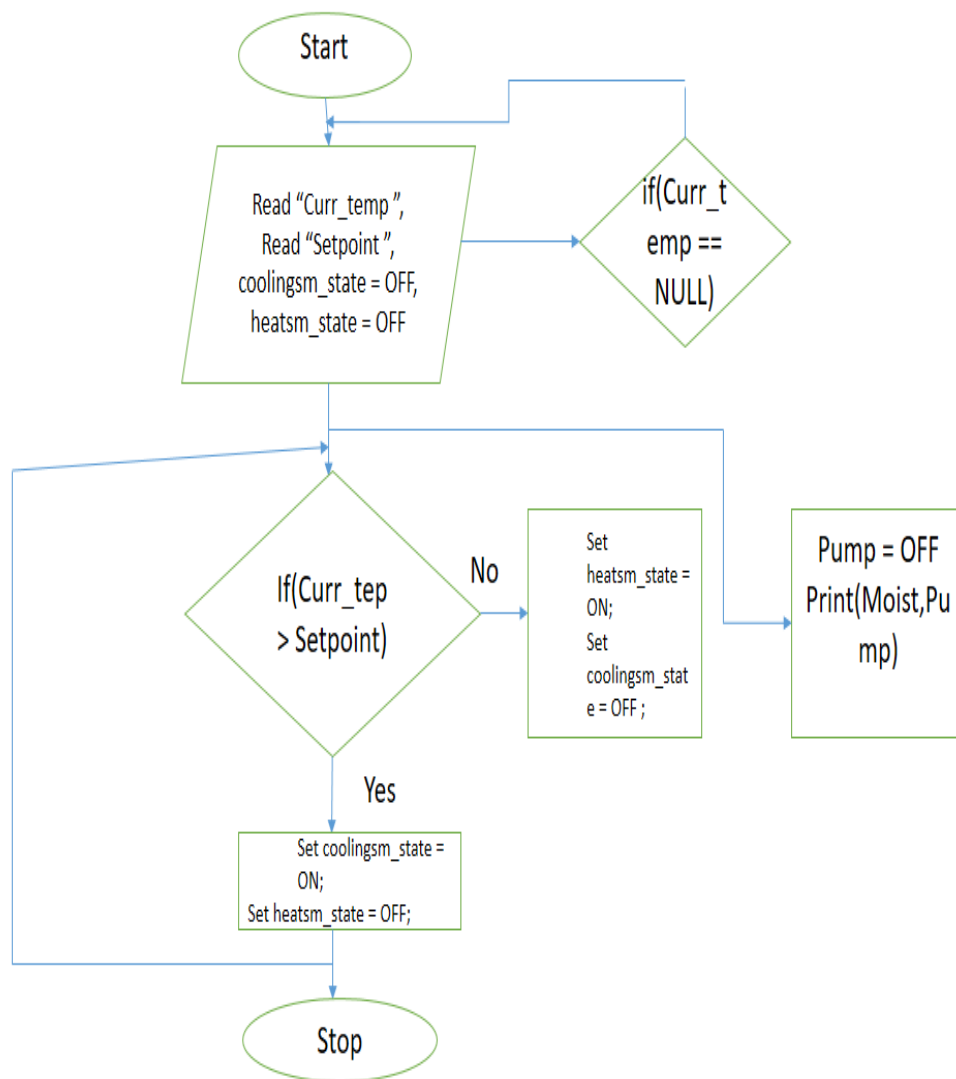 Start
Read “Curr_temp ”,
Read “Setpoint ”,
coolingsm_state = OFF,
heatsm_state = OFF
if(Curr_t
emp ==
NULL)
If(Curr_tep
> Setpoint)
No
Set
heatsm_state =
ON;
Set
coolingsm_stat
e = OFF ;
Pump = OFF
Print(Moist,Pu
mp)
Yes
Set coolingsm_state =
ON;
Set heatsm_state = OFF;
Stop